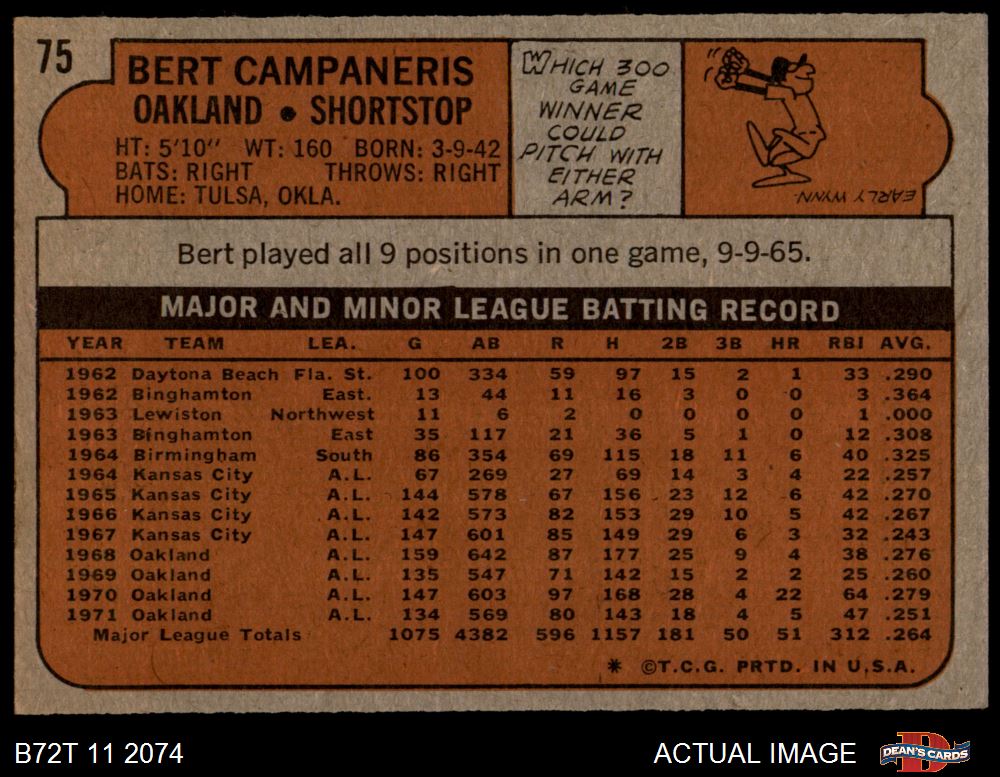 75
BERT CAMPANERIS
OAKLAND • SHORTSTOP
HT: 5'10" WT: 160 BORN: 3-9-42
BATS: RIGHT THROWS: RIGHT
HOME: TULSA, OKLA.
WHICH 300
GAME
WINNER
COULD
PITCH WITH
EITHER
ARM?
EARLY WYNN.
Bert played all 9 positions in one game, 9-9-65.
MAJOR AND MINOR LEAGUE BATTING RECORD
YEAR TEAM LEA. G AB R H 2B 3B HR RBI AVG.
1962 Daytona Beach Fla. St. 100 334 59 97 15 2 1 33 .290
1962 Binghamton East. 13 44 11 16 3 0 0 3 .364
1963 Lewiston Northwest 11 6 2 0 0 0 0 1 .000
1963 Binghamton East 35 117 21 36 5 1 0 12 .308
1964 Birmingham South 86 354 69 115 18 11 6 40 .325
1964 Kansas City A.L. 67 269 27 69 14 3 4 22 .257
1965 Kansas City A.L. 144 578 67 156 23 12 6 42 .270
1966 Kansas City A.L. 142 573 82 153 29 10 5 42 .267
1967 Kansas City A.L. 147 601 85 149 29 6 3 32 .243
1968 Oakland A.L. 159 642 87 177 25 9 4 38 .276
1969 Oakland A.L. 135 547 71 142 15 2 2 25 .260
1970 Oakland A.L. 147 603 97 168 28 4 22 64 .279
1971 Oakland A.L. 134 569 80 143 18 4 5 47 .251
Major League Totals 1075 4382 596 1157 181 50 51 312 .264
* ©T.C.G. PRTD. IN U.S.A.
B72T 11 2074
ACTUAL IMAGE
DEAN'S CARDS